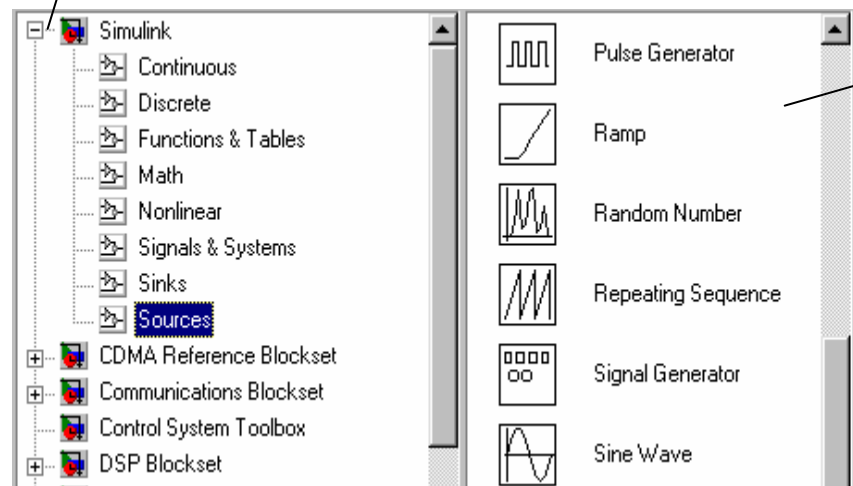 Simulink
Continuous
Discrete
Functions & Tables
Math
Nonlinear
Signals & Systems
Sinks
Sources
CDMA Reference Blockset
Communications Blockset
Control System Toolbox
DSP Blockset
Pulse Generator
Ramp
Random Number
Repeating Sequence
Signal Generator
Sine Wave